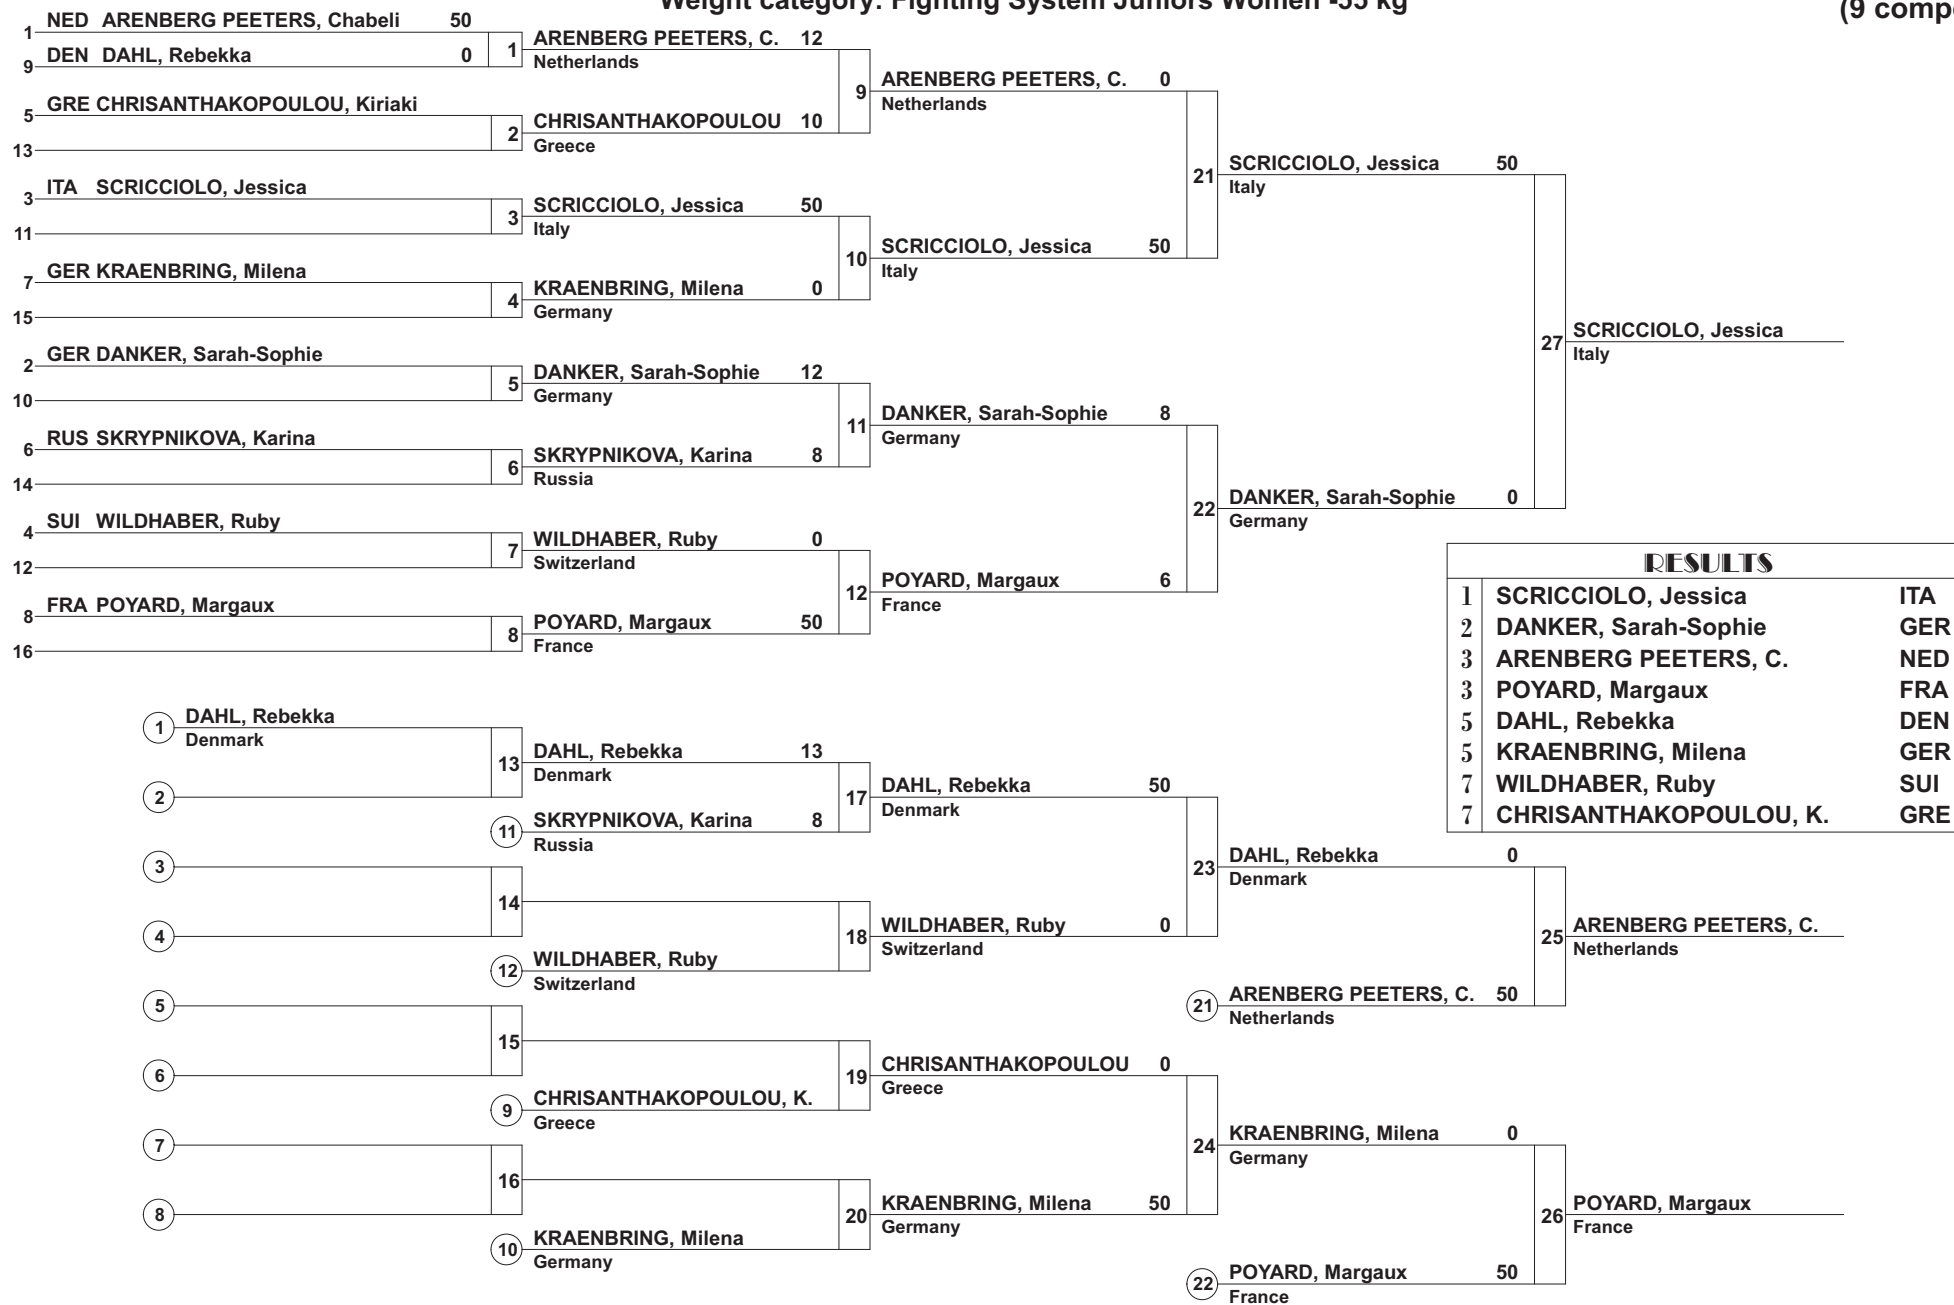 Weight category: Fighting System Juniors Women -55 kg
(9 comp
1 NED ARENBERG PEETERS, Chabeli 50
9 DEN DAHL, Rebekka 0
1
5 GRE CHRISANTHAKOPOULOU, Kiriaki
13
2
3 ITA SCRICCIOLO, Jessica
11
3
7 GER KRAENBRING, Milena
15
4
2 GER DANKER, Sarah-Sophie
10
5
6 RUS SKRYPNIKOVA, Karina
14
6
4 SUI WILDHABER, Ruby
12
7
8 FRA POYARD, Margaux
16
8
ARENBERG PEETERS, C. 12
Netherlands
9
CHRISANTHAKOPOULOU 10
Greece
SCRICCIOLO, Jessica 50
Italy
10
KRAENBRING, Milena 0
Germany
DANKER, Sarah-Sophie 12
Germany
11
SKRYPNIKOVA, Karina 8
Russia
WILDHABER, Ruby 0
Switzerland
12
POYARD, Margaux 50
France
ARENBERG PEETERS, C. 0
Netherlands
21
SCRICCIOLO, Jessica 50
Italy
DANKER, Sarah-Sophie 8
Germany
22
POYARD, Margaux 6
France
SCRICCIOLO, Jessica 50
Italy
27
DANKER, Sarah-Sophie 0
Germany
SCRICCIOLO, Jessica
Italy
RESULTS
1 SCRICCIOLO, Jessica ITA
2 DANKER, Sarah-Sophie GER
3 ARENBERG PEETERS, C. NED
3 POYARD, Margaux FRA
5 DAHL, Rebekka DEN
5 KRAENBRING, Milena GER
7 WILDHABER, Ruby SUI
7 CHRISANTHAKOPOULOU, K. GRE
1 DAHL, Rebekka
Denmark
13
2
3
14
4
5
15
6
7
16
8
DAHL, Rebekka 13
Denmark
17
11 SKRYPNIKOVA, Karina 8
Russia
18
12 WILDHABER, Ruby
Switzerland
19
9 CHRISANTHAKOPOULOU, K.
Greece
20
10 KRAENBRING, Milena
Germany
DAHL, Rebekka 50
Denmark
23
WILDHABER, Ruby 0
Switzerland
CHRISANTHAKOPOULOU 0
Greece
24
KRAENBRING, Milena 50
Germany
DAHL, Rebekka 0
Denmark
25
21 ARENBERG PEETERS, C. 50
Netherlands
KRAENBRING, Milena 0
Germany
26
22 POYARD, Margaux 50
France
ARENBERG PEETERS, C.
Netherlands
POYARD, Margaux
France